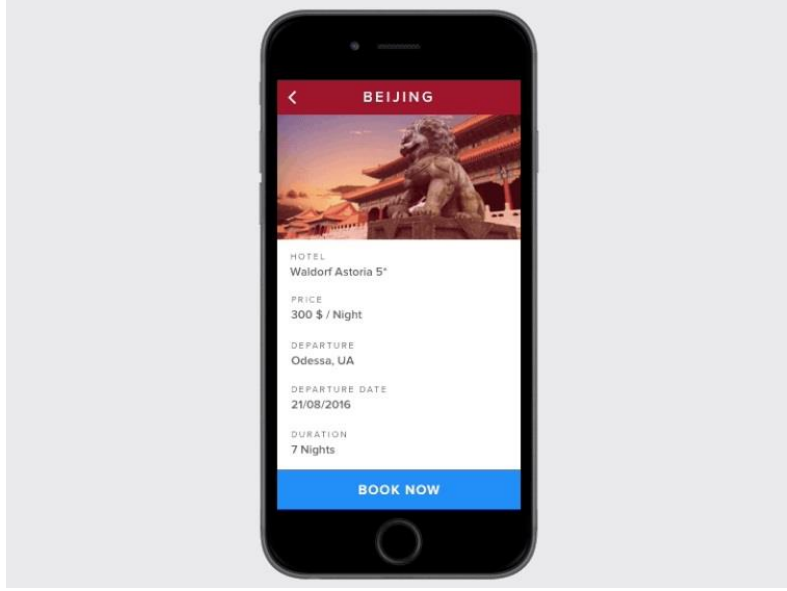 BEIJING
HOTEL
Waldorf Astoria 5*
PRICE
300 $ / Night
DEPARTURE
Odessa, UA
DEPARTURE DATE
21/08/2016
DURATION
7 Nights
BOOK NOW